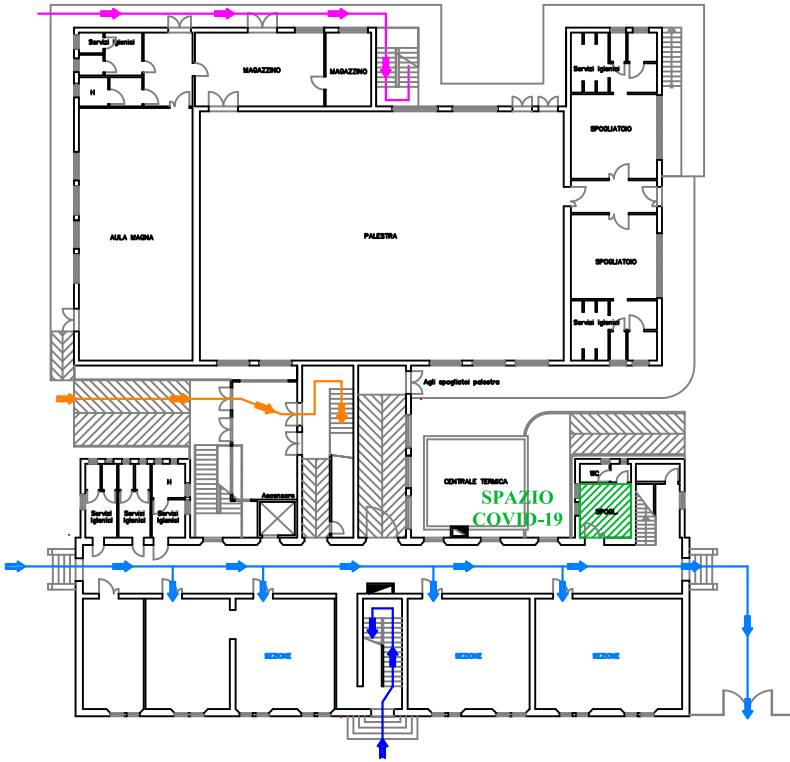 Servizi igienici
H
MAGAZZINO
MAGAZZINO
Servizi igienici
SPOGLIATOIO
AULA MAGNA
PALESTRA
SPOGLIATOIO
Servizi igienici
Agli spogliatoi palestra
H
WC
CENTRALE TERMICA
SPAZIO
COVID-19
Ascensore
SPOGL.
Servizi
igienici
Servizi
igienici
Servizi
igienici
SEZIONE
SEZIONE
SEZIONE